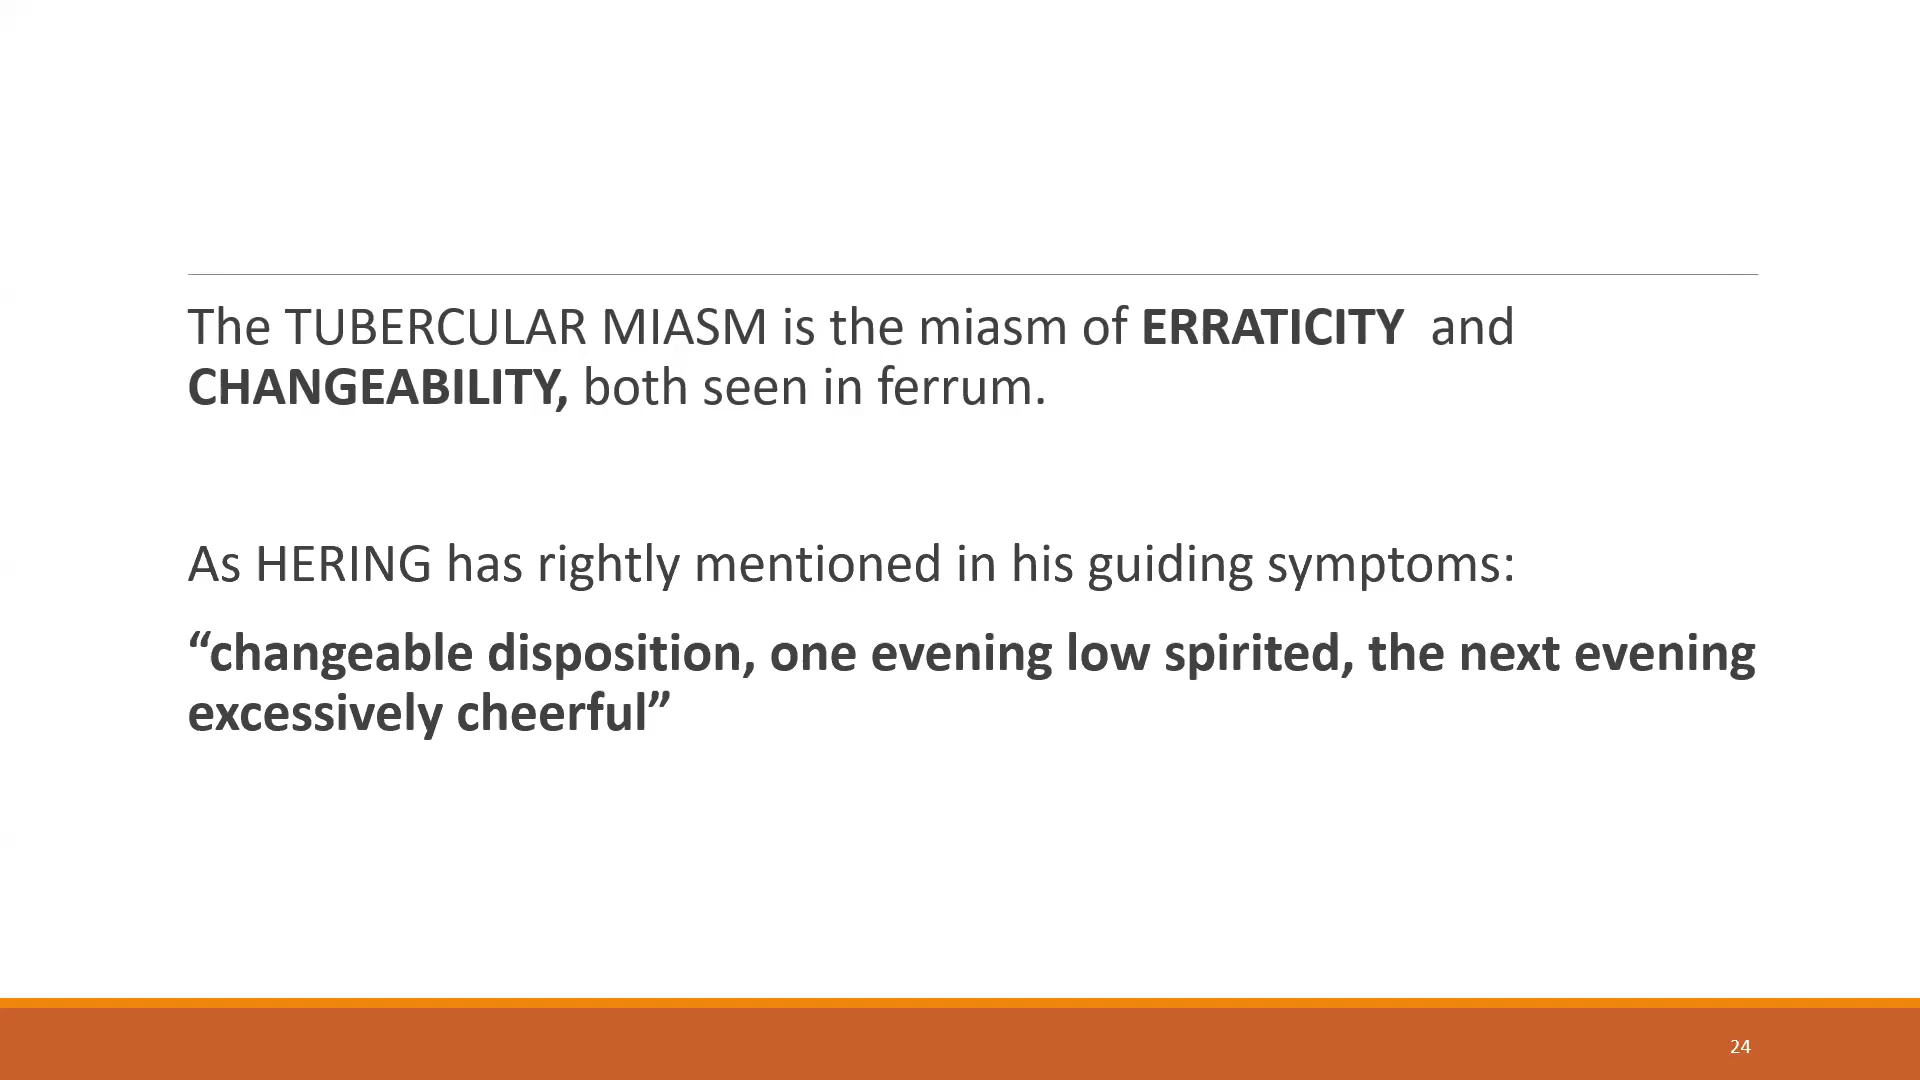 The TUBERCULAR MIASM is the miasm of ERRATICITY  and
CHANGEABILITY, both seen in ferrum.
As HERING has rightly mentioned in his guiding symptoms:
“changeable disposition, one evening low spirited, the next evening
excessively cheerful”
24